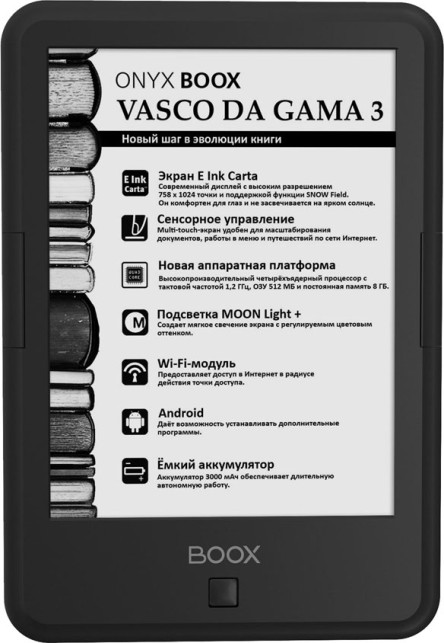 ONYX BOOX
VASCO DA GAMA 3
Новый шаг в эволюции книги
E Ink
Carta™
Экран E Ink Carta
Современный дисплей с высоким разрешением
758 x 1024 точки и поддержкой функции SNOW Field.
Он комфортен для глаз и не засвечивается на ярком солнце.
Сенсорное управление
Multi-touch-экран удобен для масштабирования
документов, работы в меню и путешествий по сети Интернет.
QUAD
CORE
Новая аппаратная платформа
Высокопроизводительный четырёхъядерный процессор с
тактовой частотой 1,2 ГГц, ОЗУ 512 МБ и постоянная память 8 ГБ.
M
Подсветка MOON Light +
Создает мягкое свечение экрана с регулируемым цветовым
оттенком.
Wi-Fi-модуль
Предоставляет доступ в Интернет в радиусе
действия точки доступа.
Android
Даёт возможность устанавливать дополнительные
программы.
Ёмкий аккумулятор
Аккумулятор 3000 мАч обеспечивает длительную
автономную работу.
BOOX